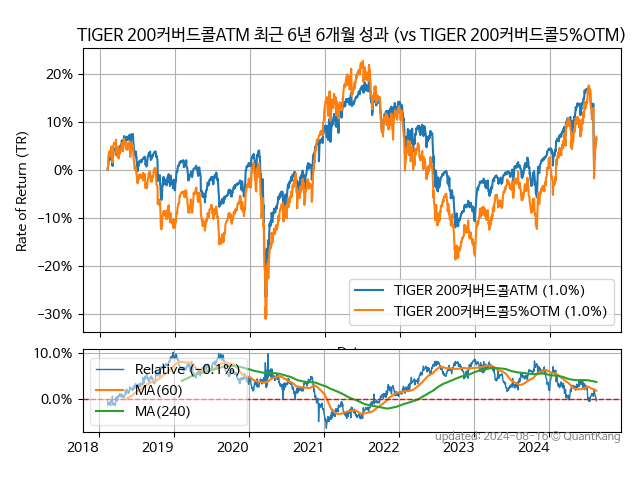 TIGER 200커버드콜ATM 최근 6년 6개월 성과 (vs TIGER 200커버드콜5%OTM)
Rate of Return (TR)
20%
10%
0%
−10%
−20%
−30%
TIGER 200커버드콜ATM (1.0%)
TIGER 200커버드콜5%OTM (1.0%)
10.0%
0.0%
Relative (−0.1%)
MA(60)
MA(240)
2018
2019
2020
2021
2022
2023
2024
updated: 2024-08-16 © QuantKang